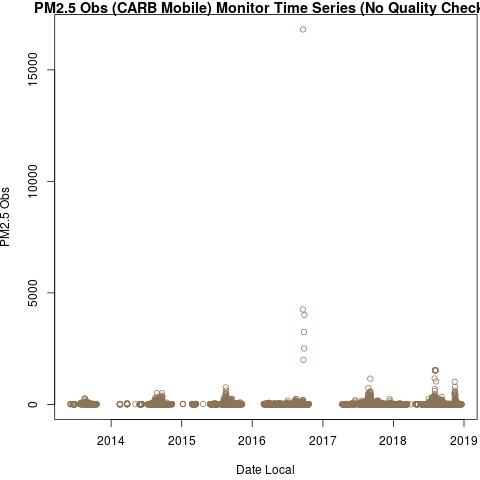 PM2.5 Obs (CARB Mobile) Monitor Time Series (No Quality Check
15000
10000
5000
0
PM2.5 Obs
2014 2015 2016 2017 2018 2019
Date Local